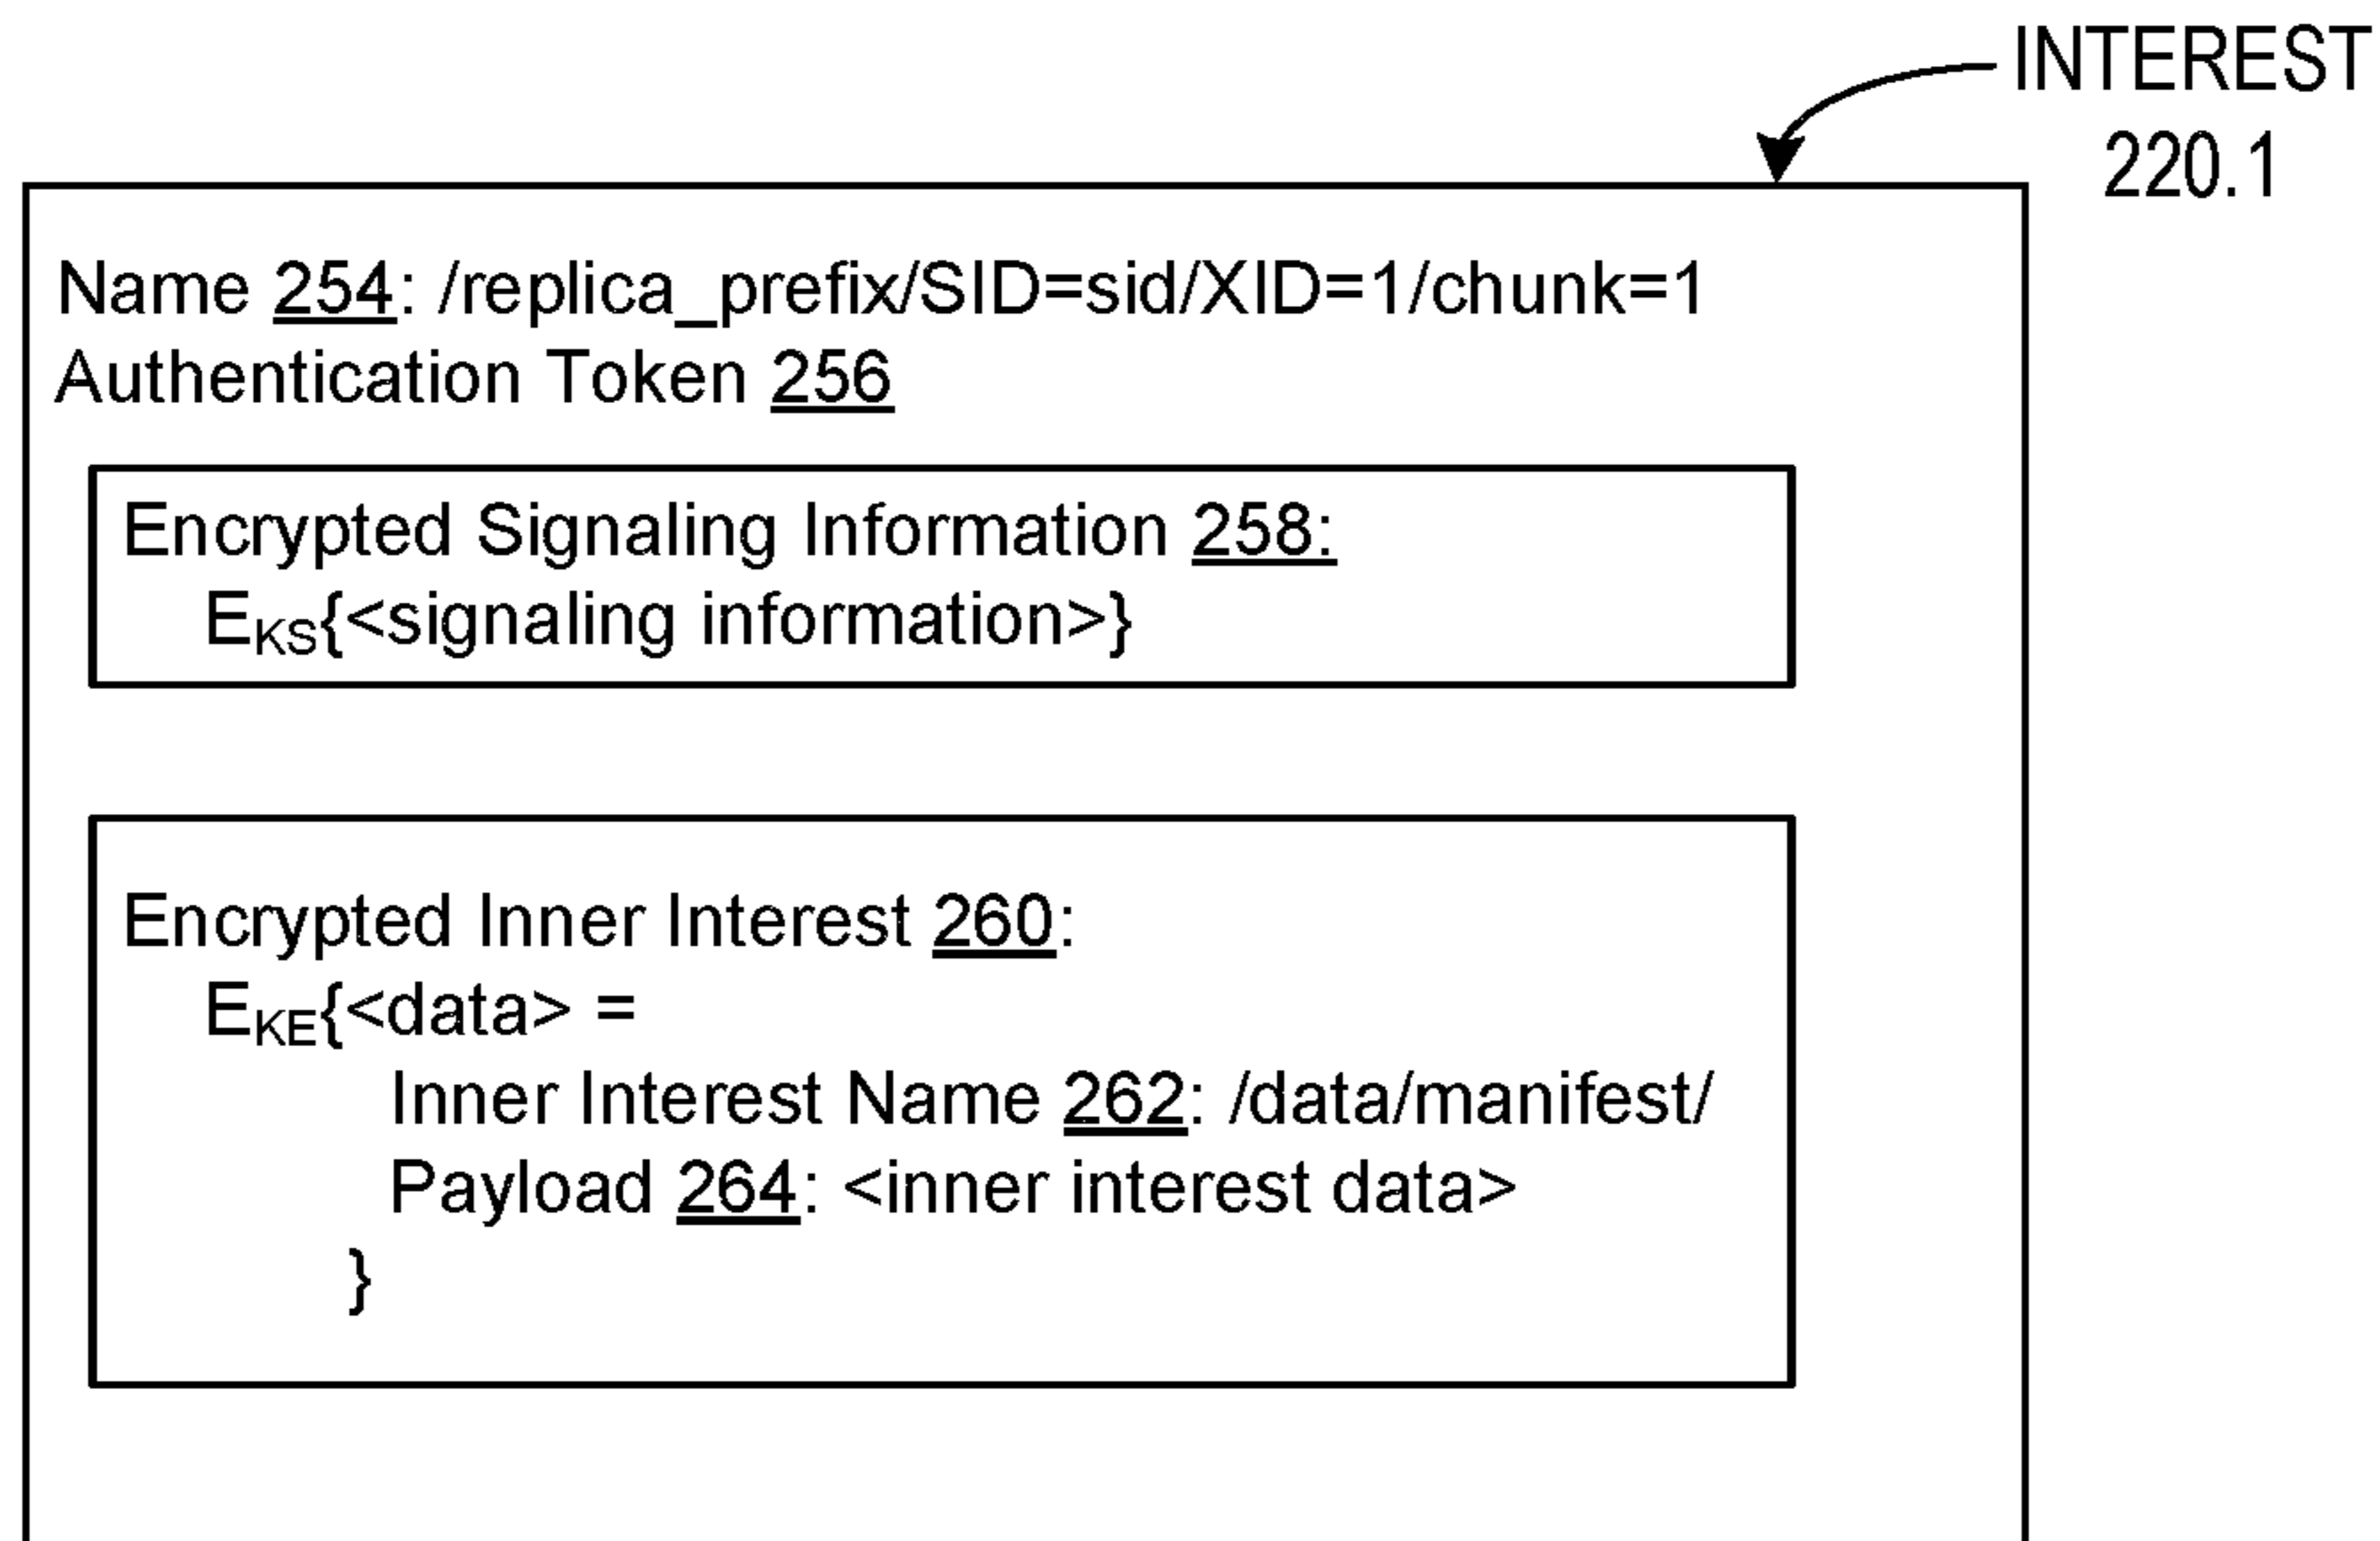 INTEREST
220.1
Name 254: /replica_prefix/SID=sid/XID=1/chunk=1
Authentication Token 256
Encrypted Signaling Information 258:
EKS{<signaling information>}
Encrypted Inner Interest 260:
EKE{<data> =
Inner Interest Name 262: /data/manifest/
Payload 264: <inner interest data>
}